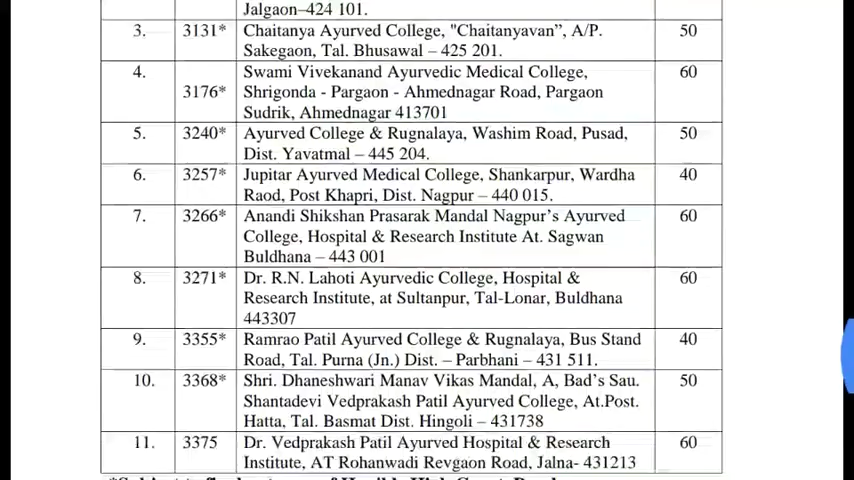 Jalgaon–424 101.
3. 3131* Chaitanya Ayurved College, "Chaitanyavan”, A/P. 50
Sakegaon, Tal. Bhusawal – 425 201.
4. Swami Vivekanand Ayurvedic Medical College, 60
3176* Shrigonda - Pargaon - Ahmednagar Road, Pargaon
Sudrik, Ahmednagar 413701
5. 3240* Ayurved College & Rugnalaya, Washim Road, Pusad, 50
Dist. Yavatmal – 445 204.
6. 3257* Jupitar Ayurved Medical College, Shankarpur, Wardha 40
Raod, Post Khapri, Dist. Nagpur – 440 015.
7. 3266* Anandi Shikshan Prasarak Mandal Nagpur’s Ayurved 60
College, Hospital & Research Institute At. Sagwan
Buldhana – 443 001
8. 3271* Dr. R.N. Lahoti Ayurvedic College, Hospital & 60
Research Institute, at Sultanpur, Tal-Lonar, Buldhana
443307
9. 3355* Ramrao Patil Ayurved College & Rugnalaya, Bus Stand 40
Road, Tal. Purna (Jn.) Dist. – Parbhani – 431 511.
10. 3368* Shri. Dhaneshwari Manav Vikas Mandal, A, Bad’s Sau. 50
Shantadevi Vedprakash Patil Ayurved College, At.Post.
Hatta, Tal. Basmat Dist. Hingoli – 431738
11. 3375 Dr. Vedprakash Patil Ayurved Hospital & Research 60
Institute, AT Rohanwadi Revgaon Road, Jalna- 431213